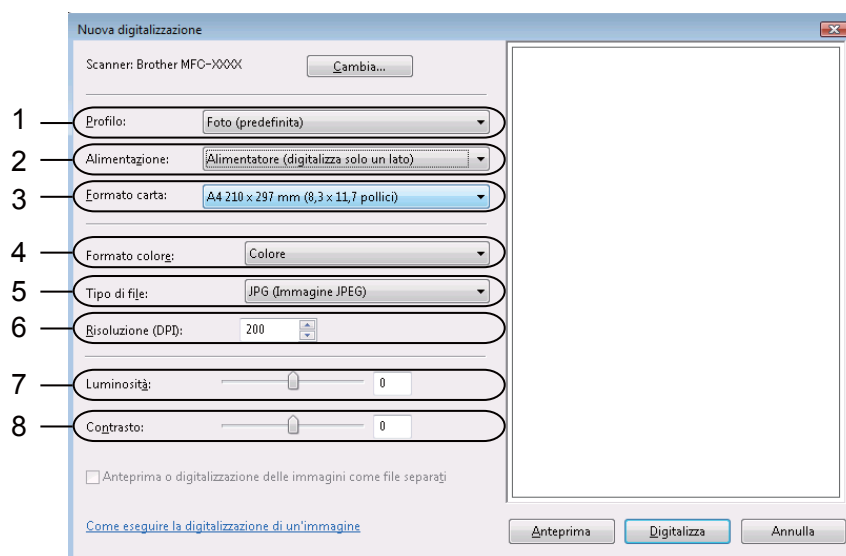 Nuova digitalizzazione
Scanner: Brother MFC-XXXX Cambia...
1 Profilo: Foto (predefinita)
2 Alimentazione: Alimentatore (digitalizza solo un lato)
3 Formato carta: A4 210 x 297 mm (8,3 x 11,7 pollici)
4 Formato colore: Colore
5 Tipo di file: JPG (Immagine JPEG)
6 Risoluzione (DPI): 200
7 Luminosità: 0
8 Contrasto: 0
Anteprima o digitalizzazione delle immagini come file separati
Come eseguire la digitalizzazione di un'immagine Anteprima Digitalizza Annulla